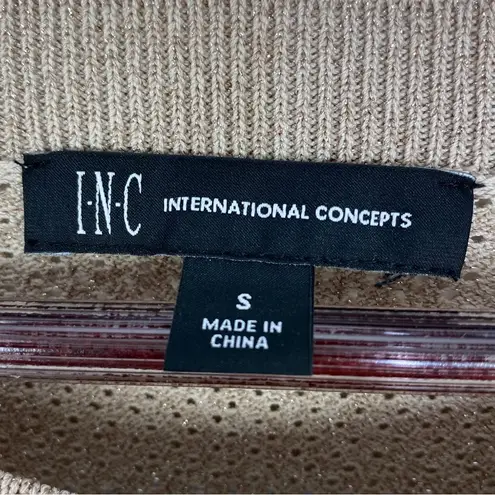 I·N·C INTERNATIONAL CONCEPTS
S
MADE IN
CHINA